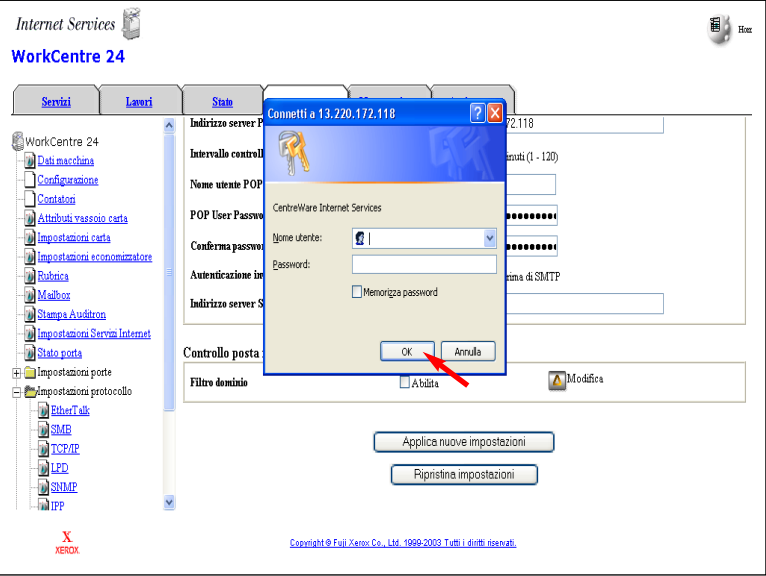 Internet Services
WorkCentre 24
Servizi
Lavori
Stato
Connetti a 13.220.172.118
Indirizzo server P
72.118
WorkCentre 24
Dati macchina
Intervallo controll
inuti (1 - 120)
Configurazione
Nome utente POP
Contatori
CentreWare Internet Services
POP User Passwo
Attributi vassoio carta
Nome utente:
Impostazioni carta
Conferma passwor
Impostazioni economizzatore
Password:
Autenticazione in
rima di SMTP
Rubrica
Memorizza password
Mailbox
Indirizzo server S
Stampa Auditron
Impostazioni Servizi Internet
Stato porta
Controllo posta
OK
Annulla
Impostazioni porte
Filtro dominio
Abilita
Modifica
Impostazioni protocollo
EtherTalk
SMB
TCP/IP
Applica nuove impostazioni
LPD
Ripristina impostazioni
SNMP
IPP
X
XEROX.
Copyright © Fuji Xerox Co., Ltd. 1999-2003 Tutti i diritti riservati.